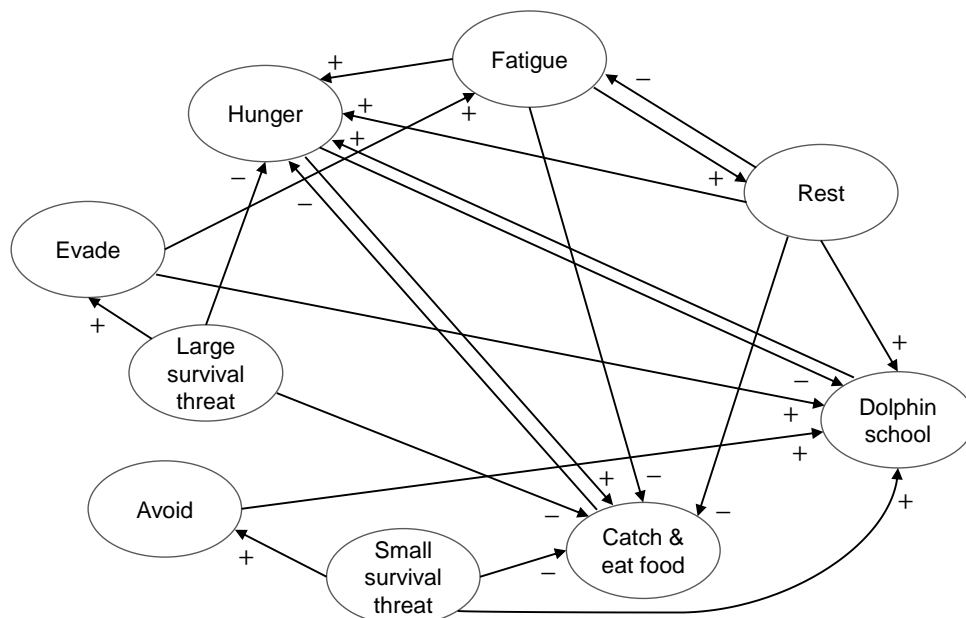 Fatigue
Hunger
Rest
Evade
Large
survival
threat
Dolphin
school
Avoid
Small
survival
threat
Catch &
eat food
+
+
+
+
−
+
−
−
+
+
−
+
+
+
−
−
−
+
−
+
−